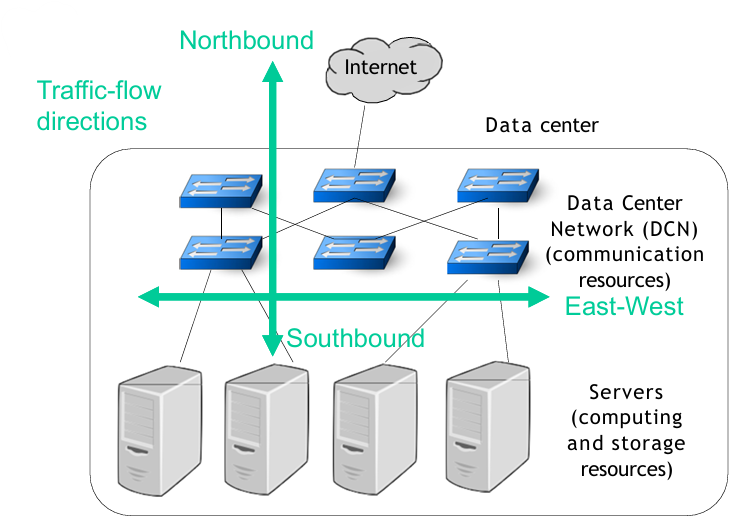 Northbound
Internet
Traffic-flow
directions
Data center
Data Center
Network (DCN)
(communication
resources)
East-West
Southbound
Servers
(computing
and storage
resources)